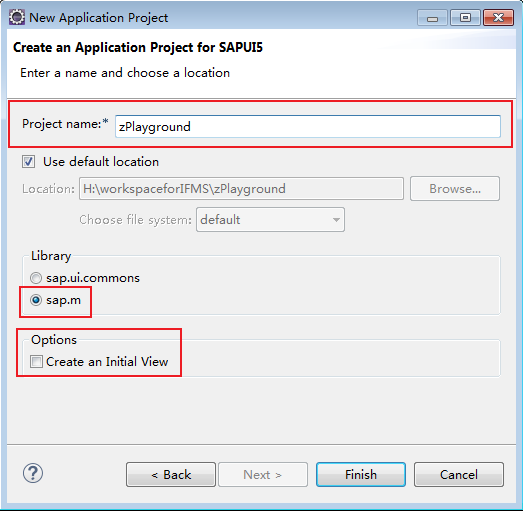 New Application Project
Create an Application Project for SAPUI5
Enter a name and choose a location
Project name:* zPlayground
Use default location
Location: H:\workspaceforIFMS\zPlayground Browse...
Choose file system: default
Library
sap.ui.commons
sap.m
Options
Create an Initial View
? < Back Next > Finish Cancel